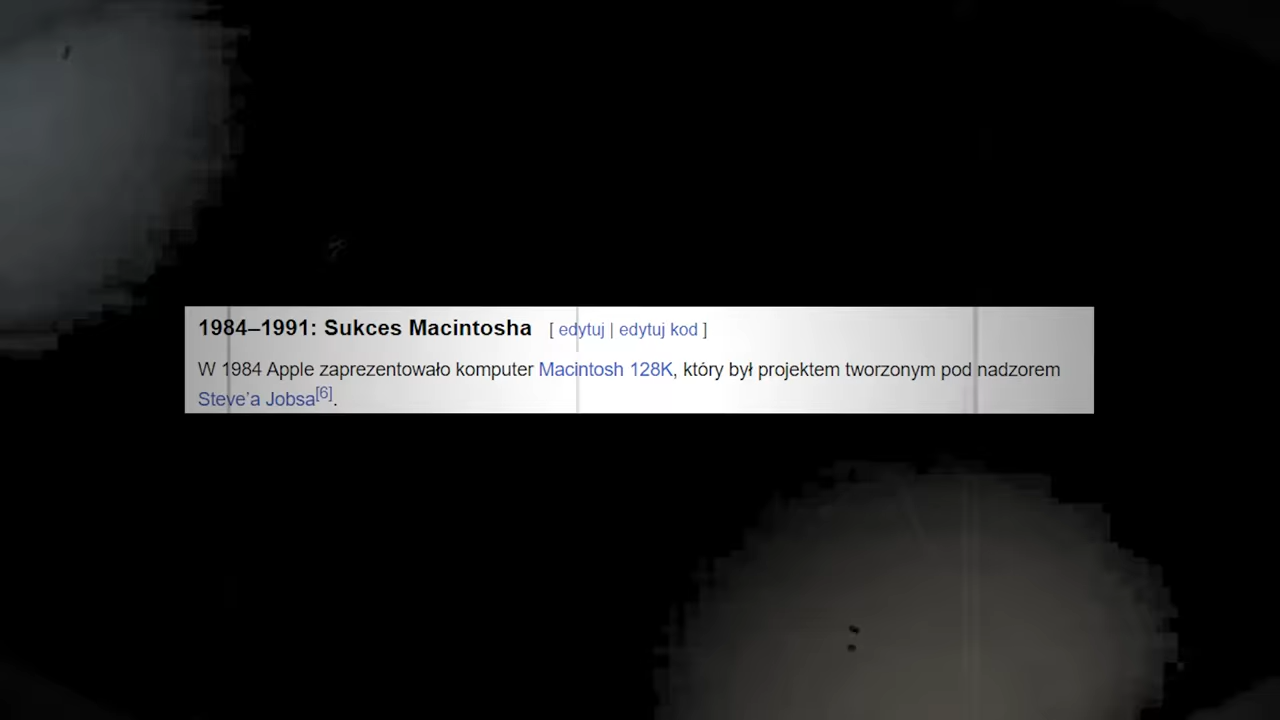 1984–1991: Sukces Macintosha [ edytuj | edytuj kod ]
W 1984 Apple zaprezentowało komputer Macintosh 128K, który był projektem tworzonym pod nadzorem
Steve’a Jobsa[6].